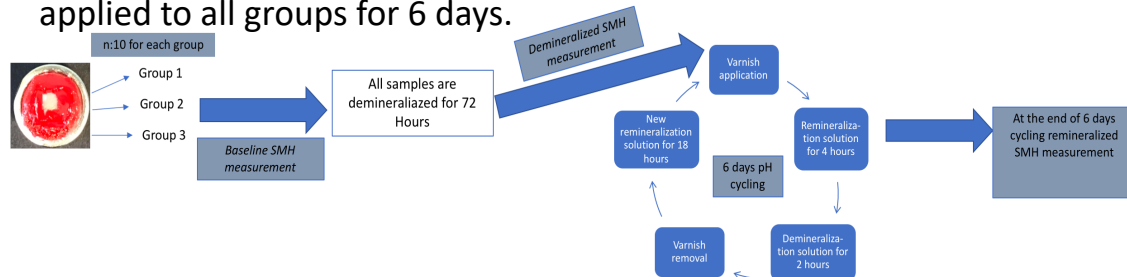 applied to all groups for 6 days.
n:10 for each group
Group 1
Group 2
Group 3
Baseline SMH
measurement
All samples are
demineraliazed for 72
Hours
Demineralized SMH
measurement
Varnish
application
Remineraliza-
tion solution
for 4 hours
Demineraliza-
tion solution for
2 hours
Varnish
removal
New
remineralization
solution for 18
hours
6 days pH
cycling
At the end of 6 days
cycling remineralized
SMH measurement